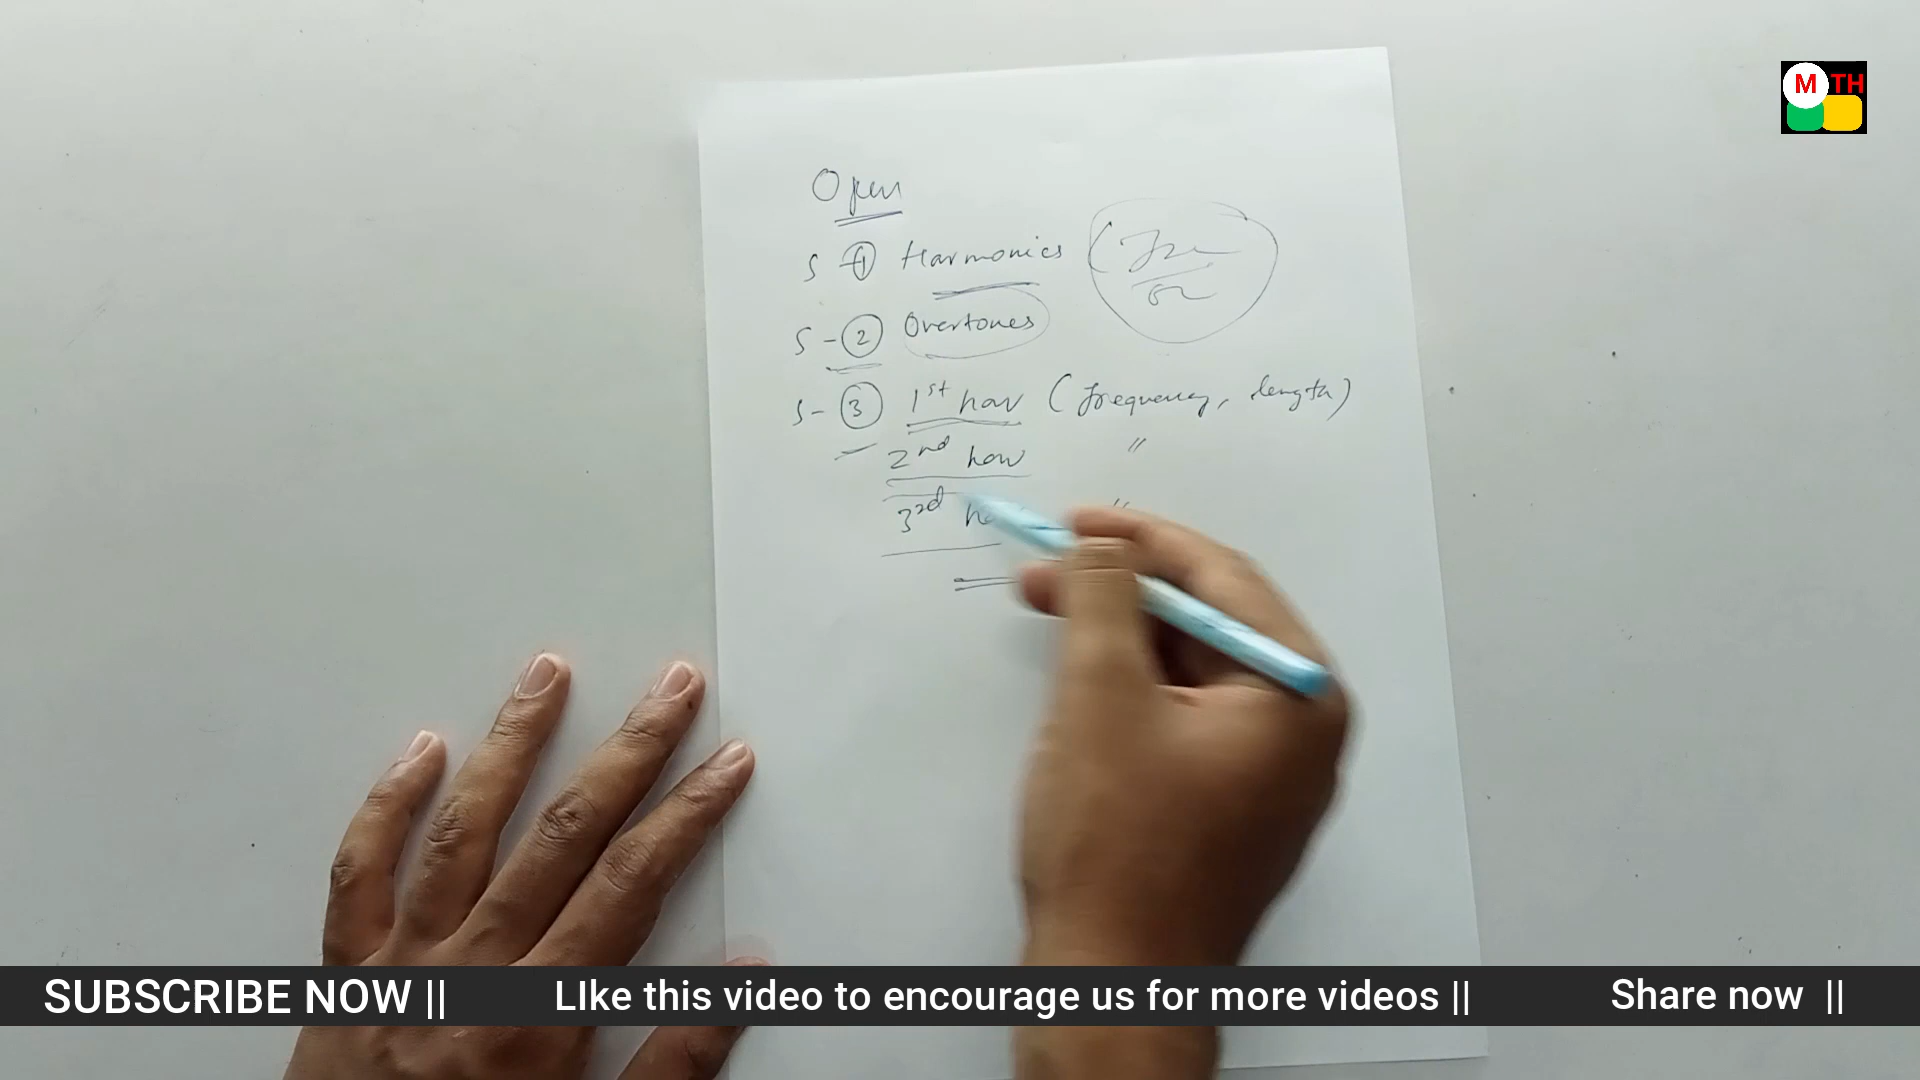 M TH
Open
S - 1 Harmonics
S - 2 Overtones
S - 3 1st har (frequency, length)
2nd har "
3rd "
SUBSCRIBE NOW || LIke this video to encourage us for more videos || Share now ||